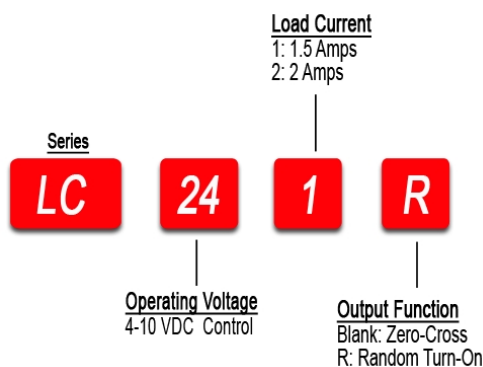 Load Current
1: 1.5 Amps
2: 2 Amps
Series
LC 24 1 R
Operating Voltage
4-10 VDC Control
Output Function
Blank: Zero-Cross
R: Random Turn-On